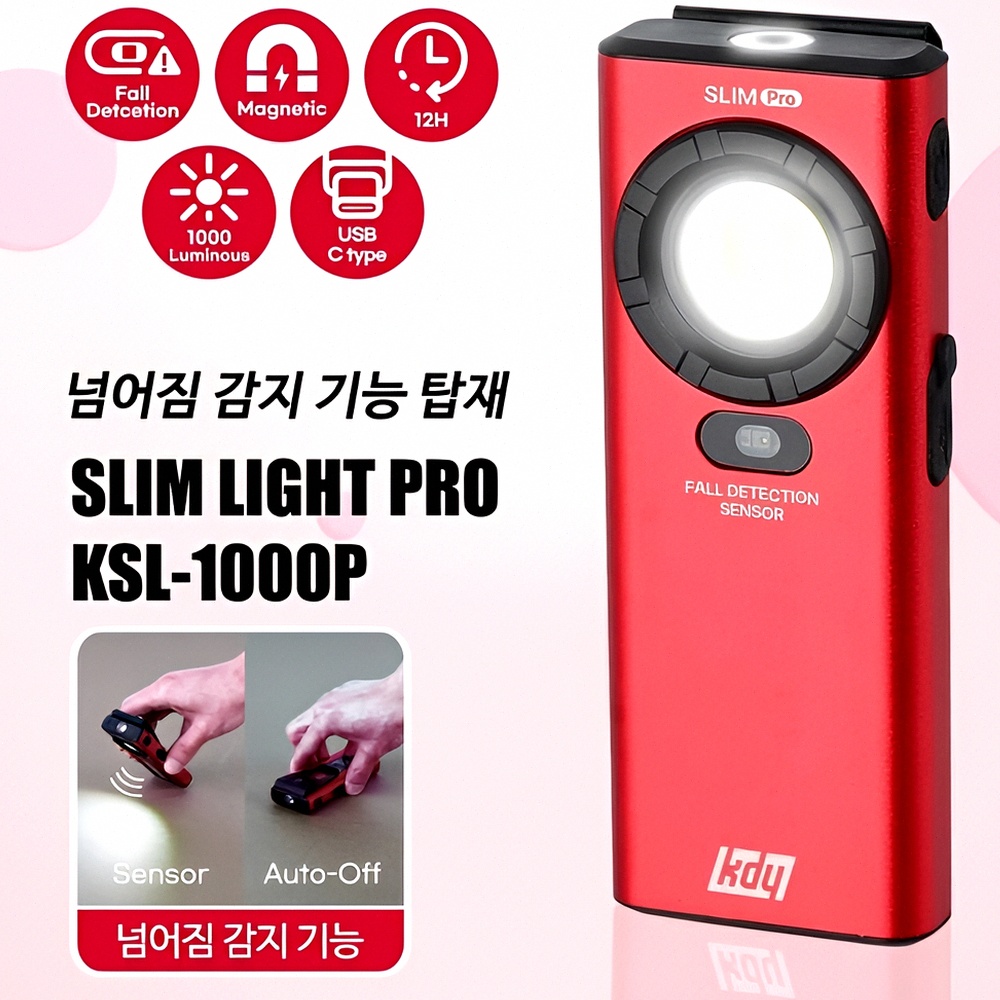 Fall
Detcetion
Magnetic
12H
1000
Luminous
USB
C type
넘어짐 감지 기능 탑재
SLIM LIGHT PRO
KSL-1000P
Sensor
Auto-Off
넘어짐 감지 기능
SLIM Pro
FALL DETECTION
SENSOR
kdy